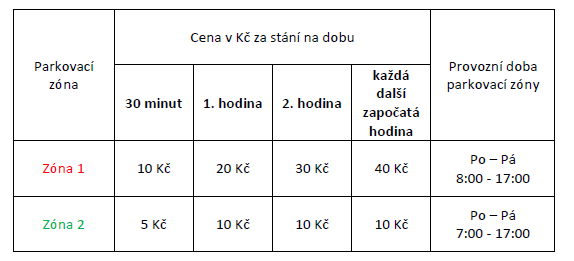 Parkovací
zóna
Cena v Kč za stání na dobu
Provozní doba
parkovací zóny
30 minut
1. hodina
2. hodina
každá
další
započatá
hodina
Zóna 1
10 Kč
20 Kč
30 Kč
40 Kč
Po – Pá
8:00 - 17:00
Zóna 2
5 Kč
10 Kč
10 Kč
10 Kč
Po – Pá
7:00 - 17:00